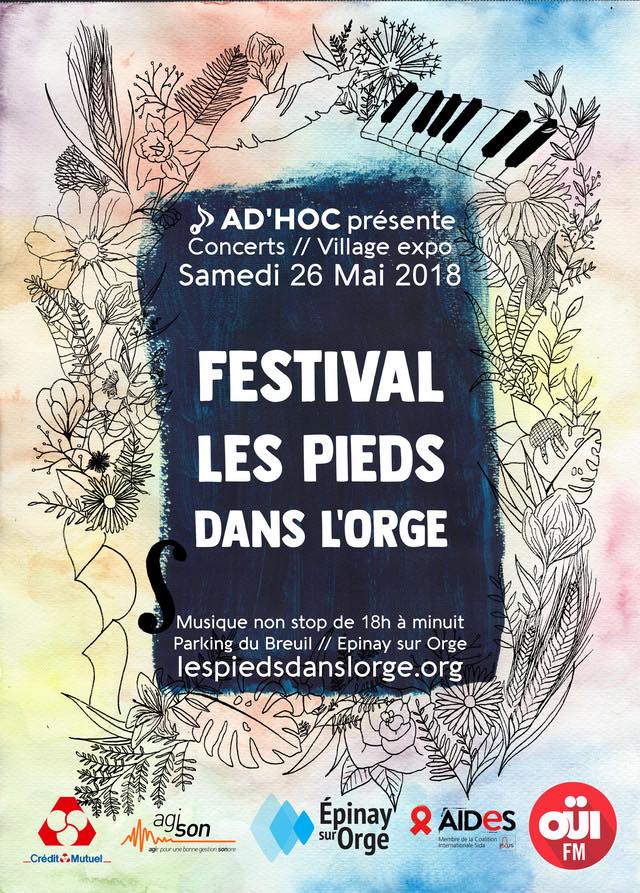 AD'HOC présente
Concerts // Village expo
Samedi 26 Mai 2018
FESTIVAL
LES PIEDS
DANS L'ORGE
Musique non stop de 18h à minuit
Parking du Breuil // Epinay sur Orge
lespiedsdanslorge.org
Crédit Mutuel
agi son
agir pour une bonne gestion sonore
Épinay
sur Orge
AIDES
Membre de la Coalition
Internationale Sida
OÜI
FM